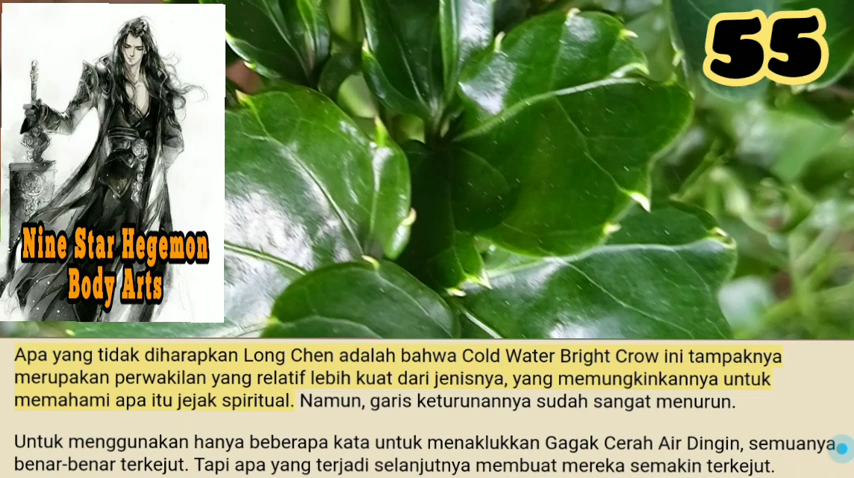 55
Nine Star Hegemon
Body Arts
Apa yang tidak diharapkan Long Chen adalah bahwa Cold Water Bright Crow ini tampaknya
merupakan perwakilan yang relatif lebih kuat dari jenisnya, yang memungkinkannya untuk
memahami apa itu jejak spiritual. Namun, garis keturunannya sudah sangat menurun.
Untuk menggunakan hanya beberapa kata untuk menaklukkan Gagak Cerah Air Dingin, semuanya
benar-benar terkejut. Tapi apa yang terjadi selanjutnya membuat mereka semakin terkejut.